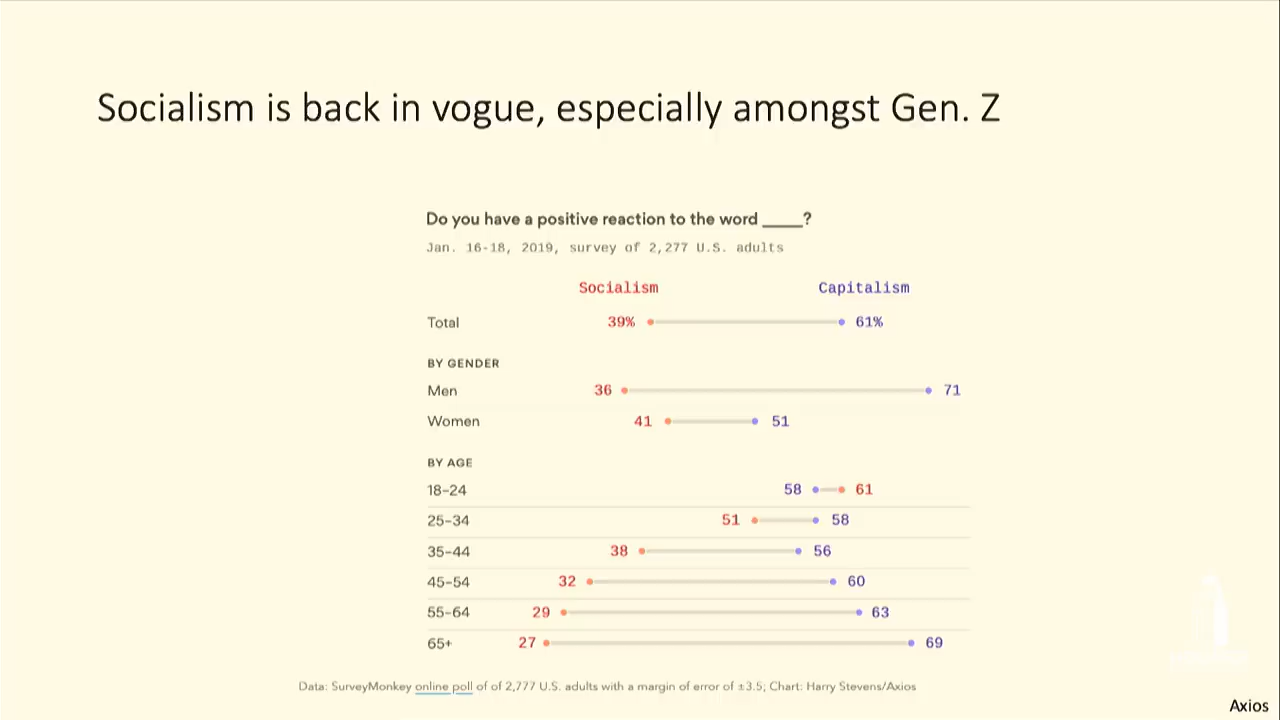 Socialism is back in vogue, especially amongst Gen. Z
Do you have a positive reaction to the word ____?
Jan. 16-18, 2019, survey of 2,277 U.S. adults
Socialism Capitalism
Total 39% 61%
BY GENDER
Men 36 71
Women 41 51
BY AGE
18-24 58 61
25-34 51 58
35-44 38 56
45-54 32 60
55-64 29 63
65+ 27 69
Data: SurveyMonkey online poll of of 2,777 U.S. adults with a margin of error of ±3.5; Chart: Harry Stevens/Axios
Axios